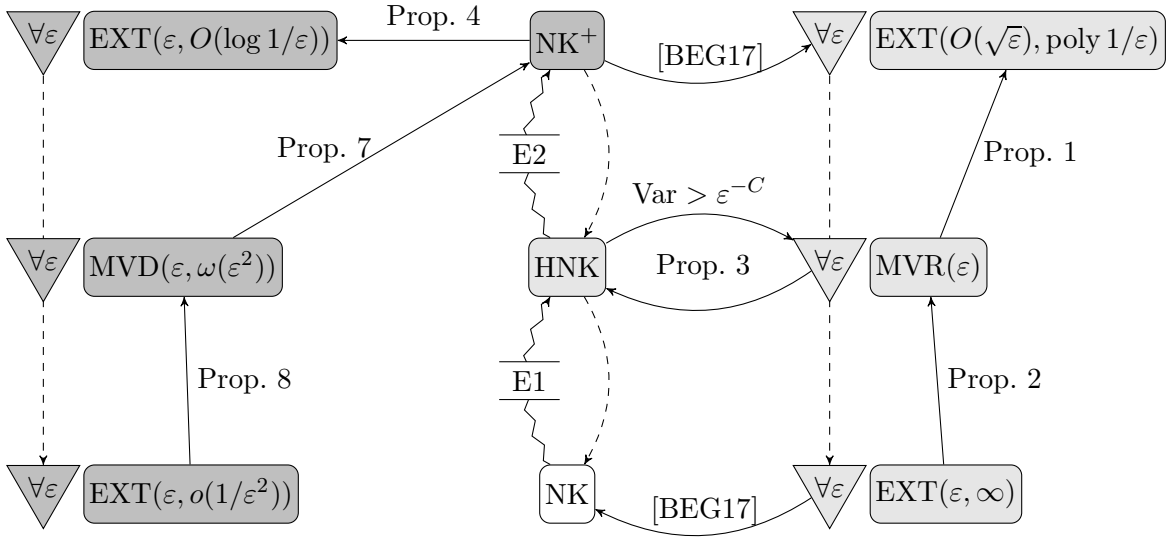 ∀ε EXT(ε, O(log 1/ε))
Prop. 4
NK⁺
[BEG17]
∀ε EXT(O(√ε), poly 1/ε)
Prop. 7
E2
Prop. 1
Var > ε^{−C}
∀ε MVD(ε, ω(ε²))
HNK
Prop. 3
∀ε MVR(ε)
Prop. 8
E1
Prop. 2
∀ε EXT(ε, o(1/ε²))
NK
[BEG17]
∀ε EXT(ε, ∞)